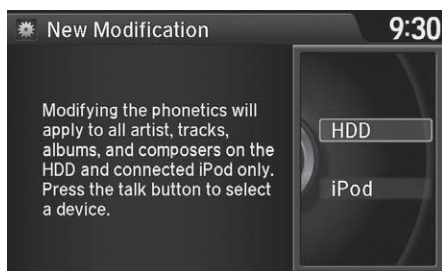 New Modification
9:30
Modifying the phonetics will
apply to all artist, tracks,
albums, and composers on the
HDD and connected iPod only.
Press the talk button to select
a device.
HDD
iPod